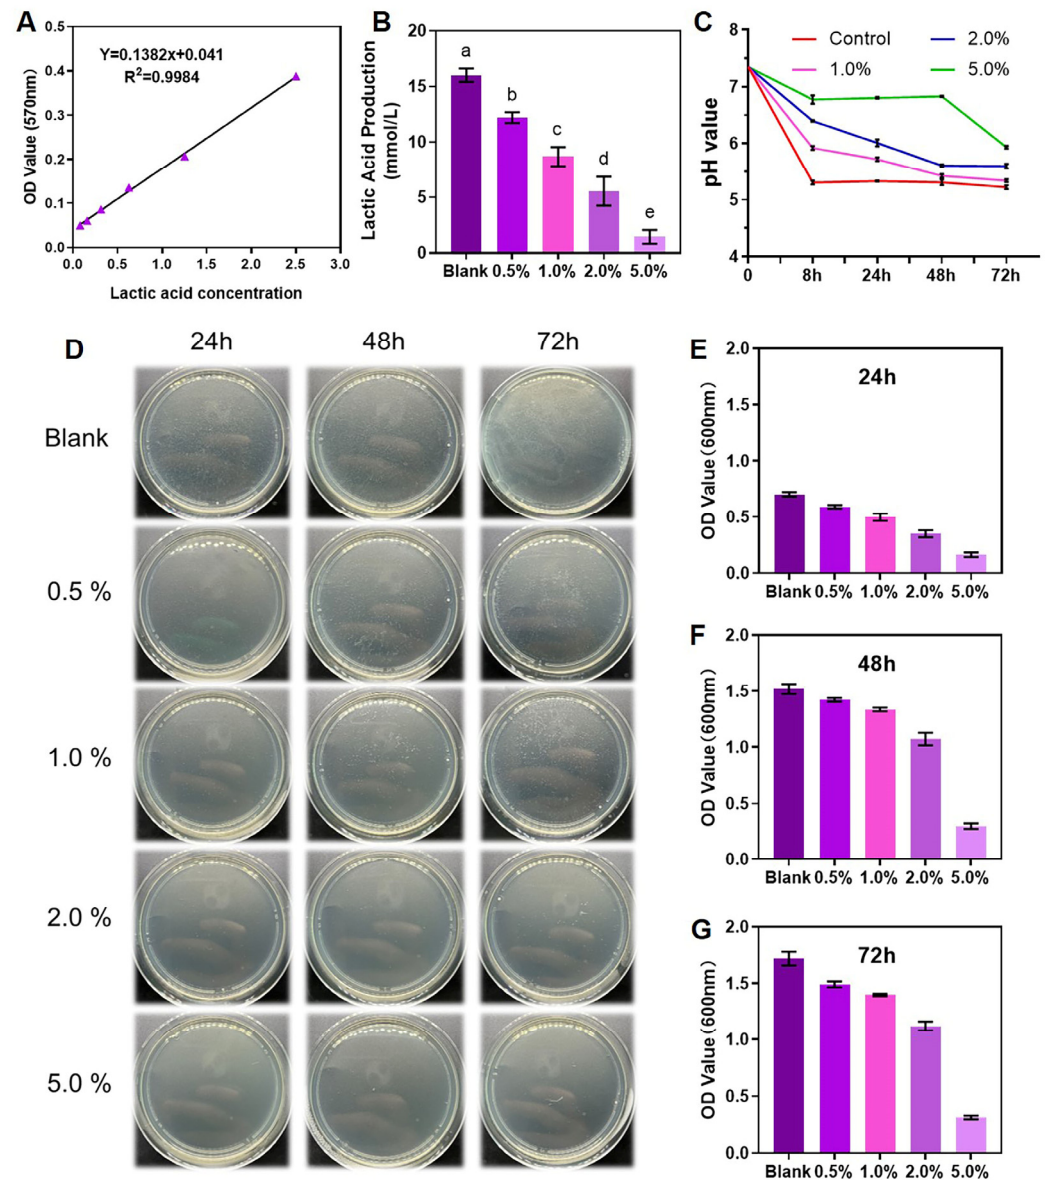 A
0.5
0.4
0.3
0.2
0.1
0.0
OD Value (570nm)
Y=0.1382x+0.041
R²=0.9984
0.0 0.5 1.0 1.5 2.0 2.5 3.0
Lactic acid concentration
B
20
15
10
5
0
Lactic Acid Production
(mmol/L)
a
b
c
d
e
Blank 0.5% 1.0% 2.0% 5.0%
C
8
7
6
5
4
pH value
Control 2.0%
1.0% 5.0%
0 8h 24h 48h 72h
D
24h 48h 72h
Blank
0.5 %
1.0 %
2.0 %
5.0 %
E
2.0
1.5
1.0
0.5
0.0
OD Value（600nm）
24h
Blank 0.5% 1.0% 2.0% 5.0%
F
2.0
1.5
1.0
0.5
0.0
OD Value（600nm）
48h
Blank 0.5% 1.0% 2.0% 5.0%
G
2.0
1.5
1.0
0.5
0.0
OD Value（600nm）
72h
Blank 0.5% 1.0% 2.0% 5.0%